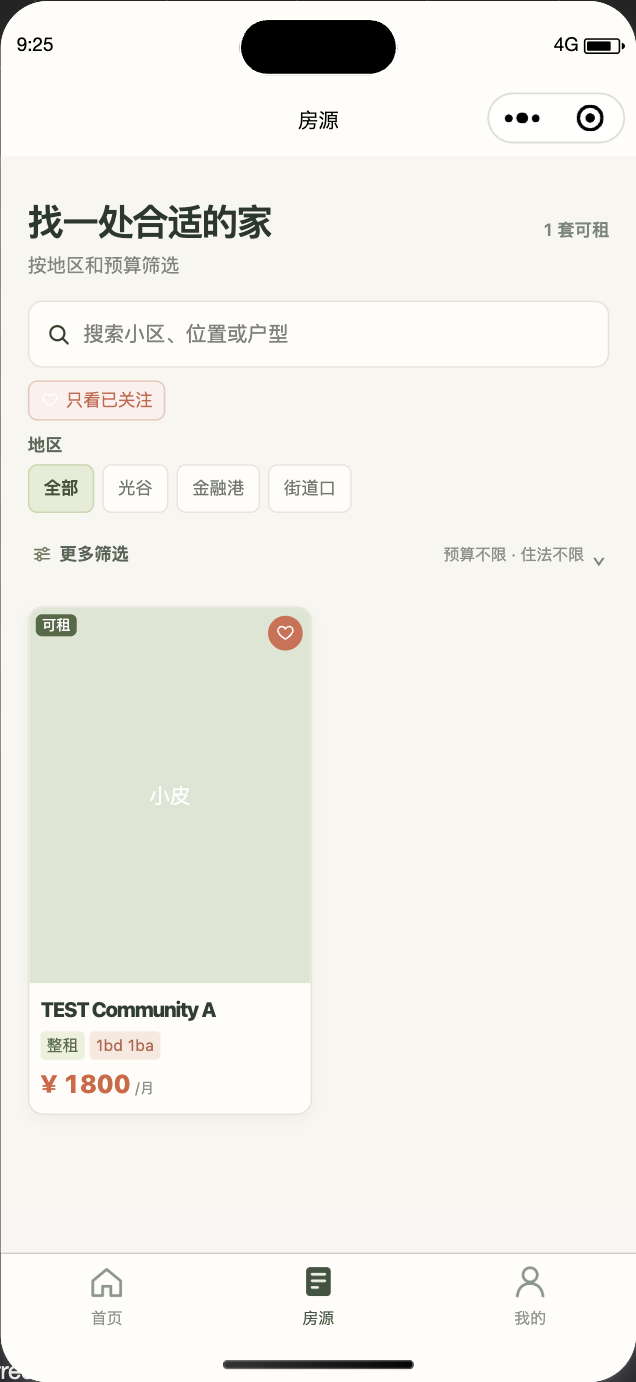 9:25 4G
房源
找一处合适的家
1 套可租
按地区和预算筛选
搜索小区、位置或户型
只看已关注
地区
全部 光谷 金融港 街道口
更多筛选 预算不限 · 住法不限
可租
小皮
TEST Community A
整租 1bd 1ba
¥ 1800 /月
首页 房源 我的